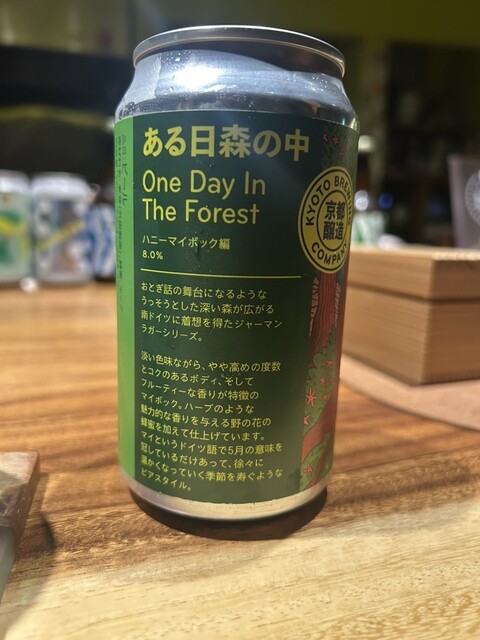 ある日森の中
One Day In
The Forest
ハニーマイボック編
8.0%
おとぎ話の舞台になるような
うっそうとした深い森が広がる
南ドイツに着想を得たジャーマン
ラガーシリーズ。
淡い色味ながら、やや高めの度数
とコクのあるボディ、そして
フルーティーな香りが特徴の
マイボック。ハーブのような
魅力的な香りを与える野の花の
蜂蜜を加えて仕上げています。
マイというドイツ語で5月の意味を
冠しているだけあって、徐々に
温かくなっていく季節を寿ぐような
ビアスタイル。
KYOTO BREWING
京都
醸造
COMPANY